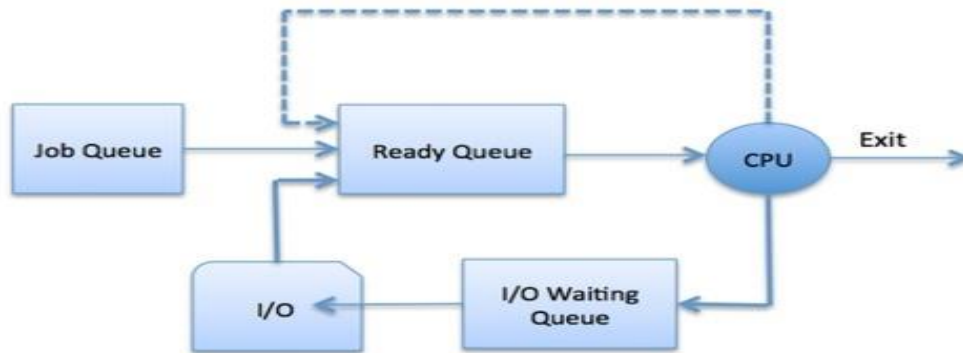 Job Queue
Ready Queue
CPU
Exit
I/O
I/O Waiting
Queue